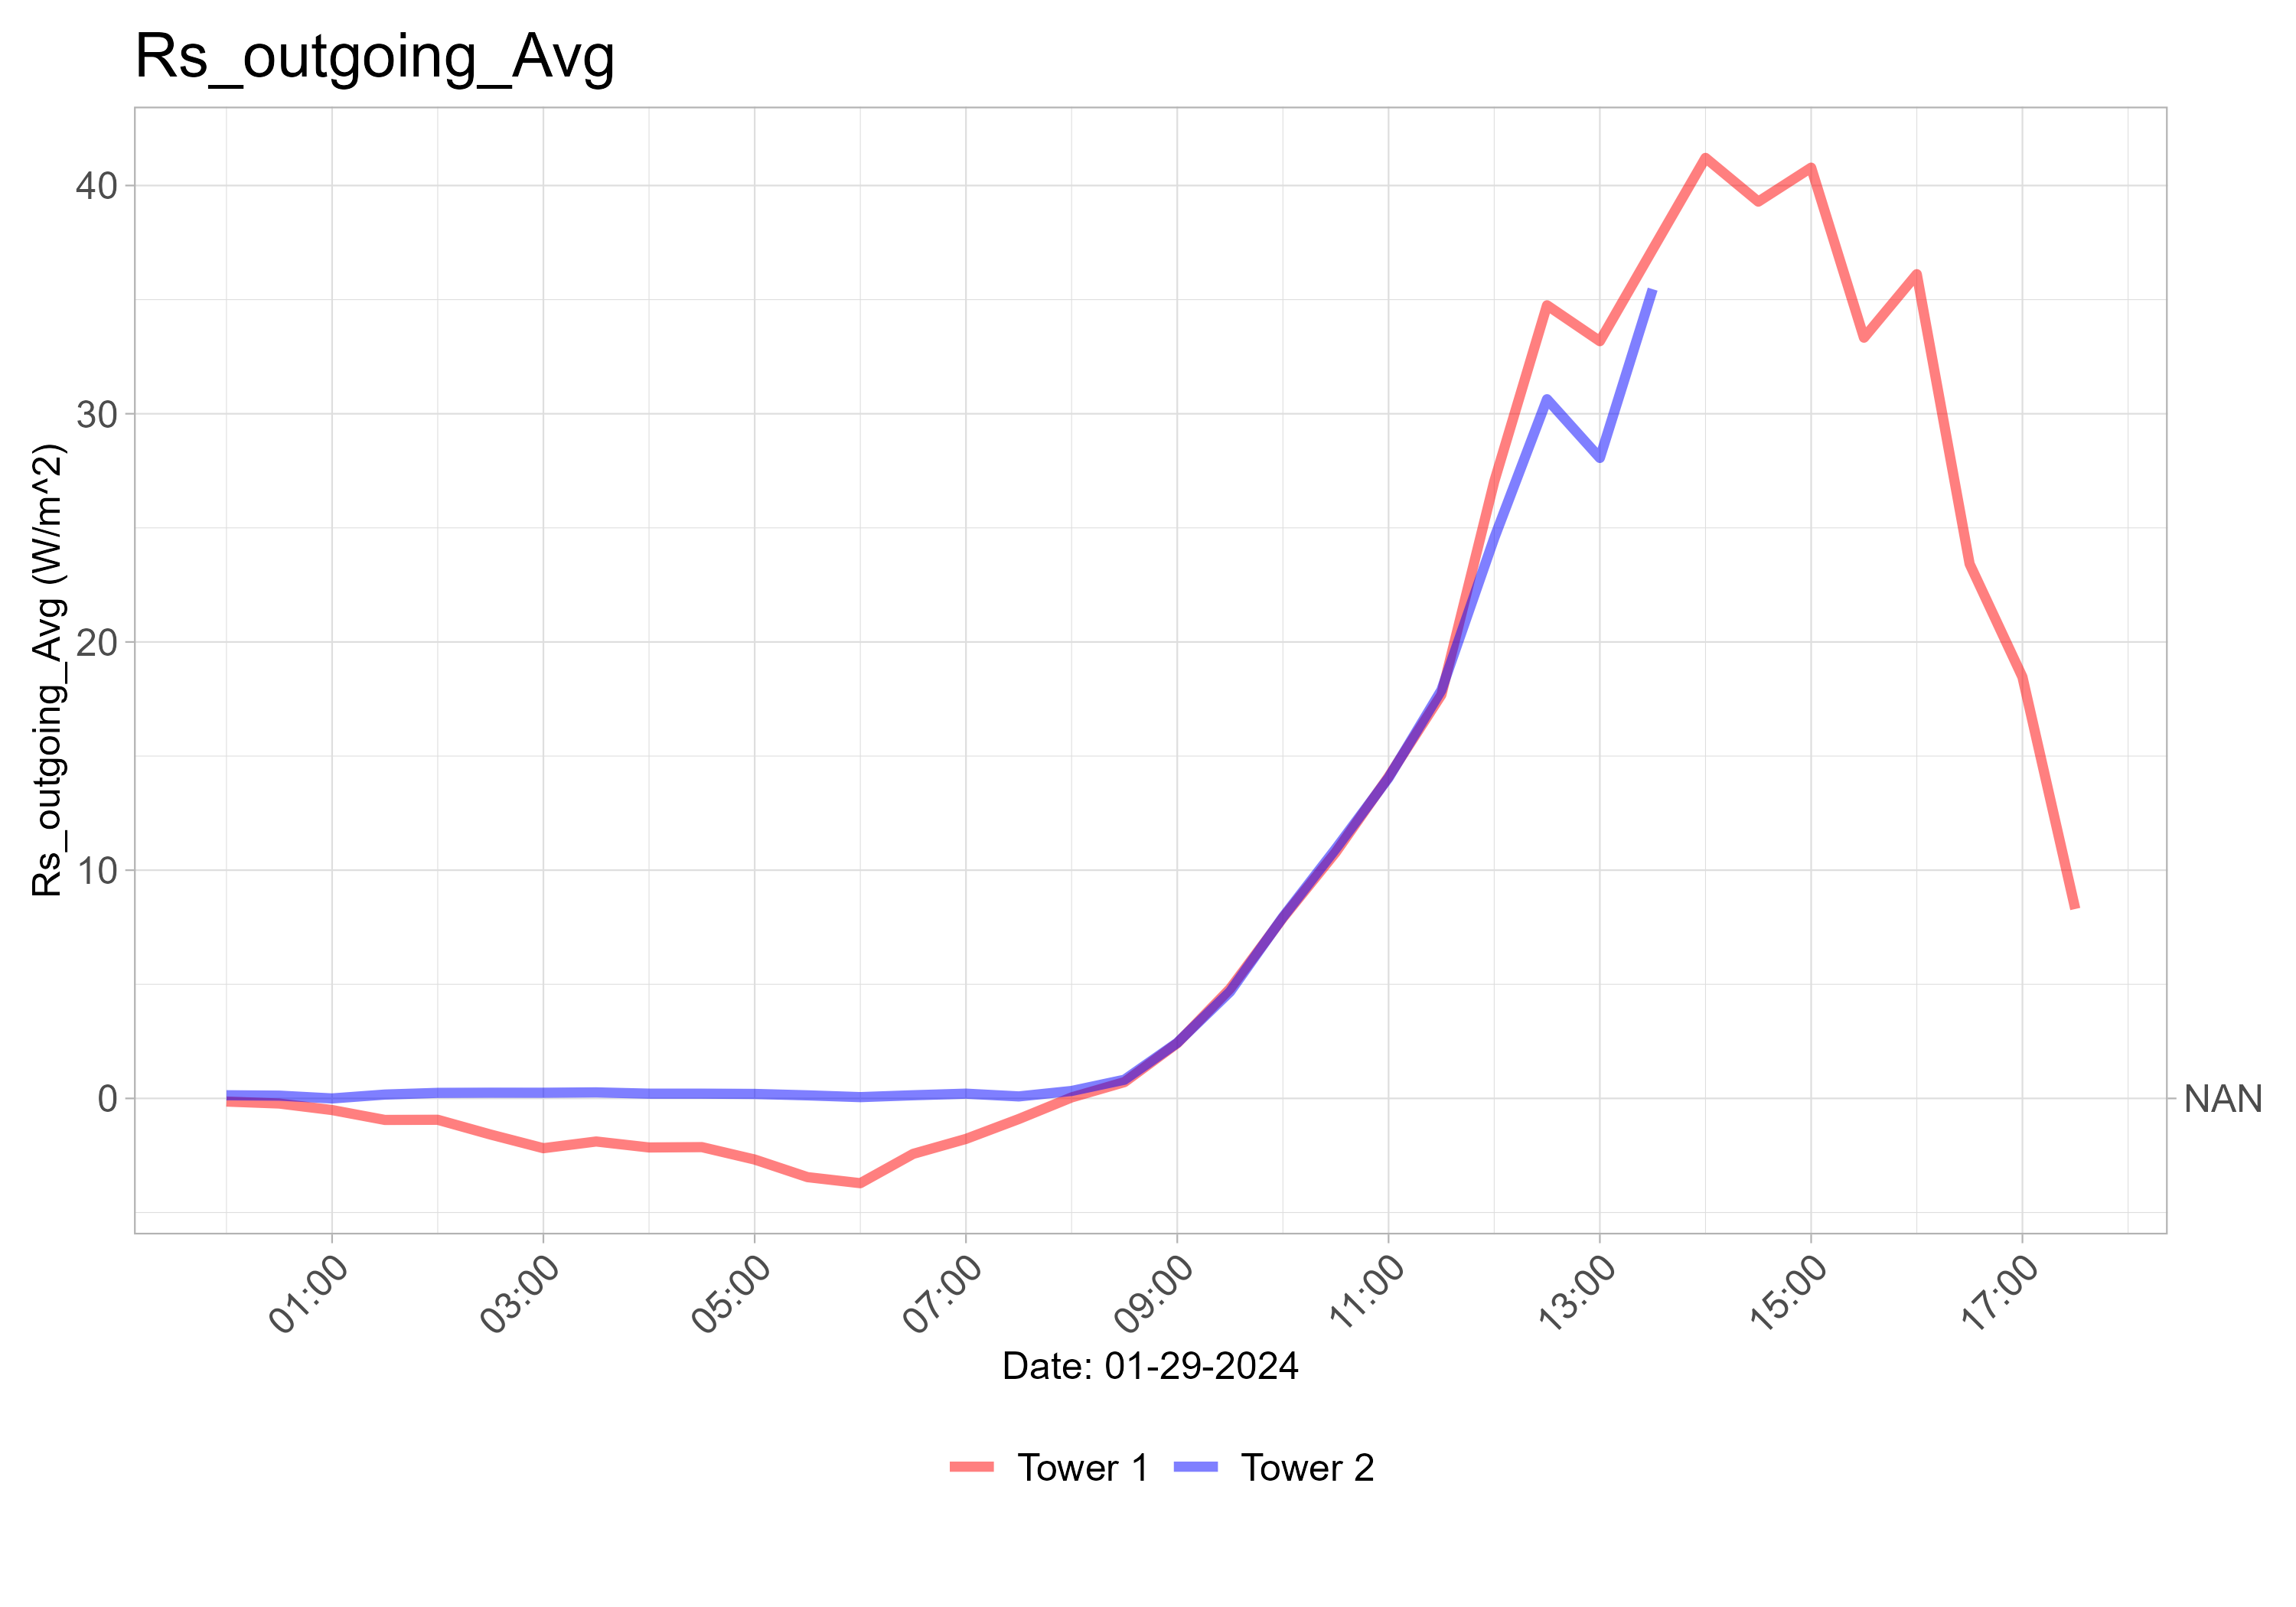 Rs_outgoing_Avg
Rs_outgoing_Avg (W/m^2)
40
30
20
10
0
NAN
01:00
03:00
05:00
07:00
09:00
11:00
13:00
15:00
17:00
Date: 01-29-2024
Tower 1
Tower 2